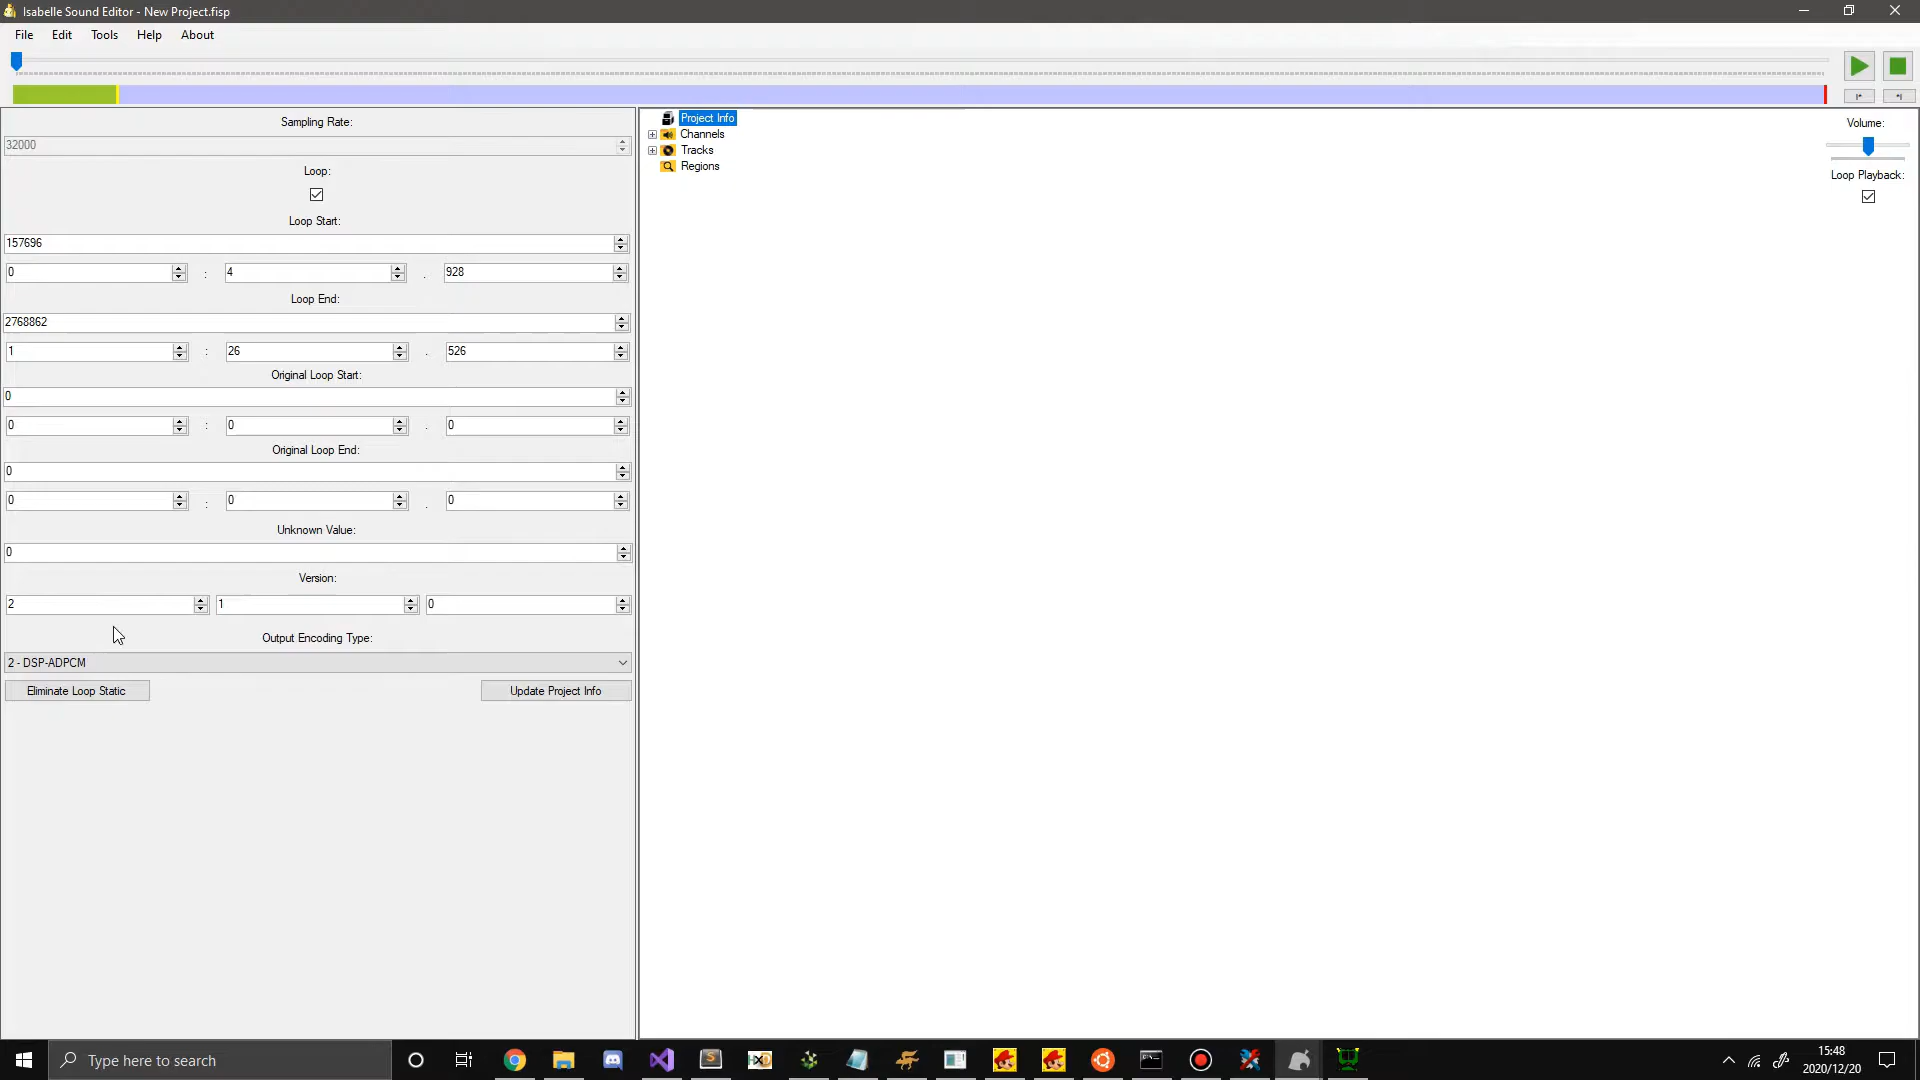 Isabelle Sound Editor - New Project.fisp
File Edit Tools Help About
Sampling Rate:
32000
Loop:
Loop Start:
157696
0 : 4 . 928
Loop End:
2768862
1 : 26 . 526
Original Loop Start:
0
0 : 0 . 0
Original Loop End:
0
0 : 0 . 0
Unknown Value:
0
Version:
2 1 0
Output Encoding Type:
2 - DSP-ADPCM
Eliminate Loop Static Update Project Info
Project Info
Channels
Tracks
Regions
Volume:
Loop Playback:
Type here to search
15:48
2020/12/20